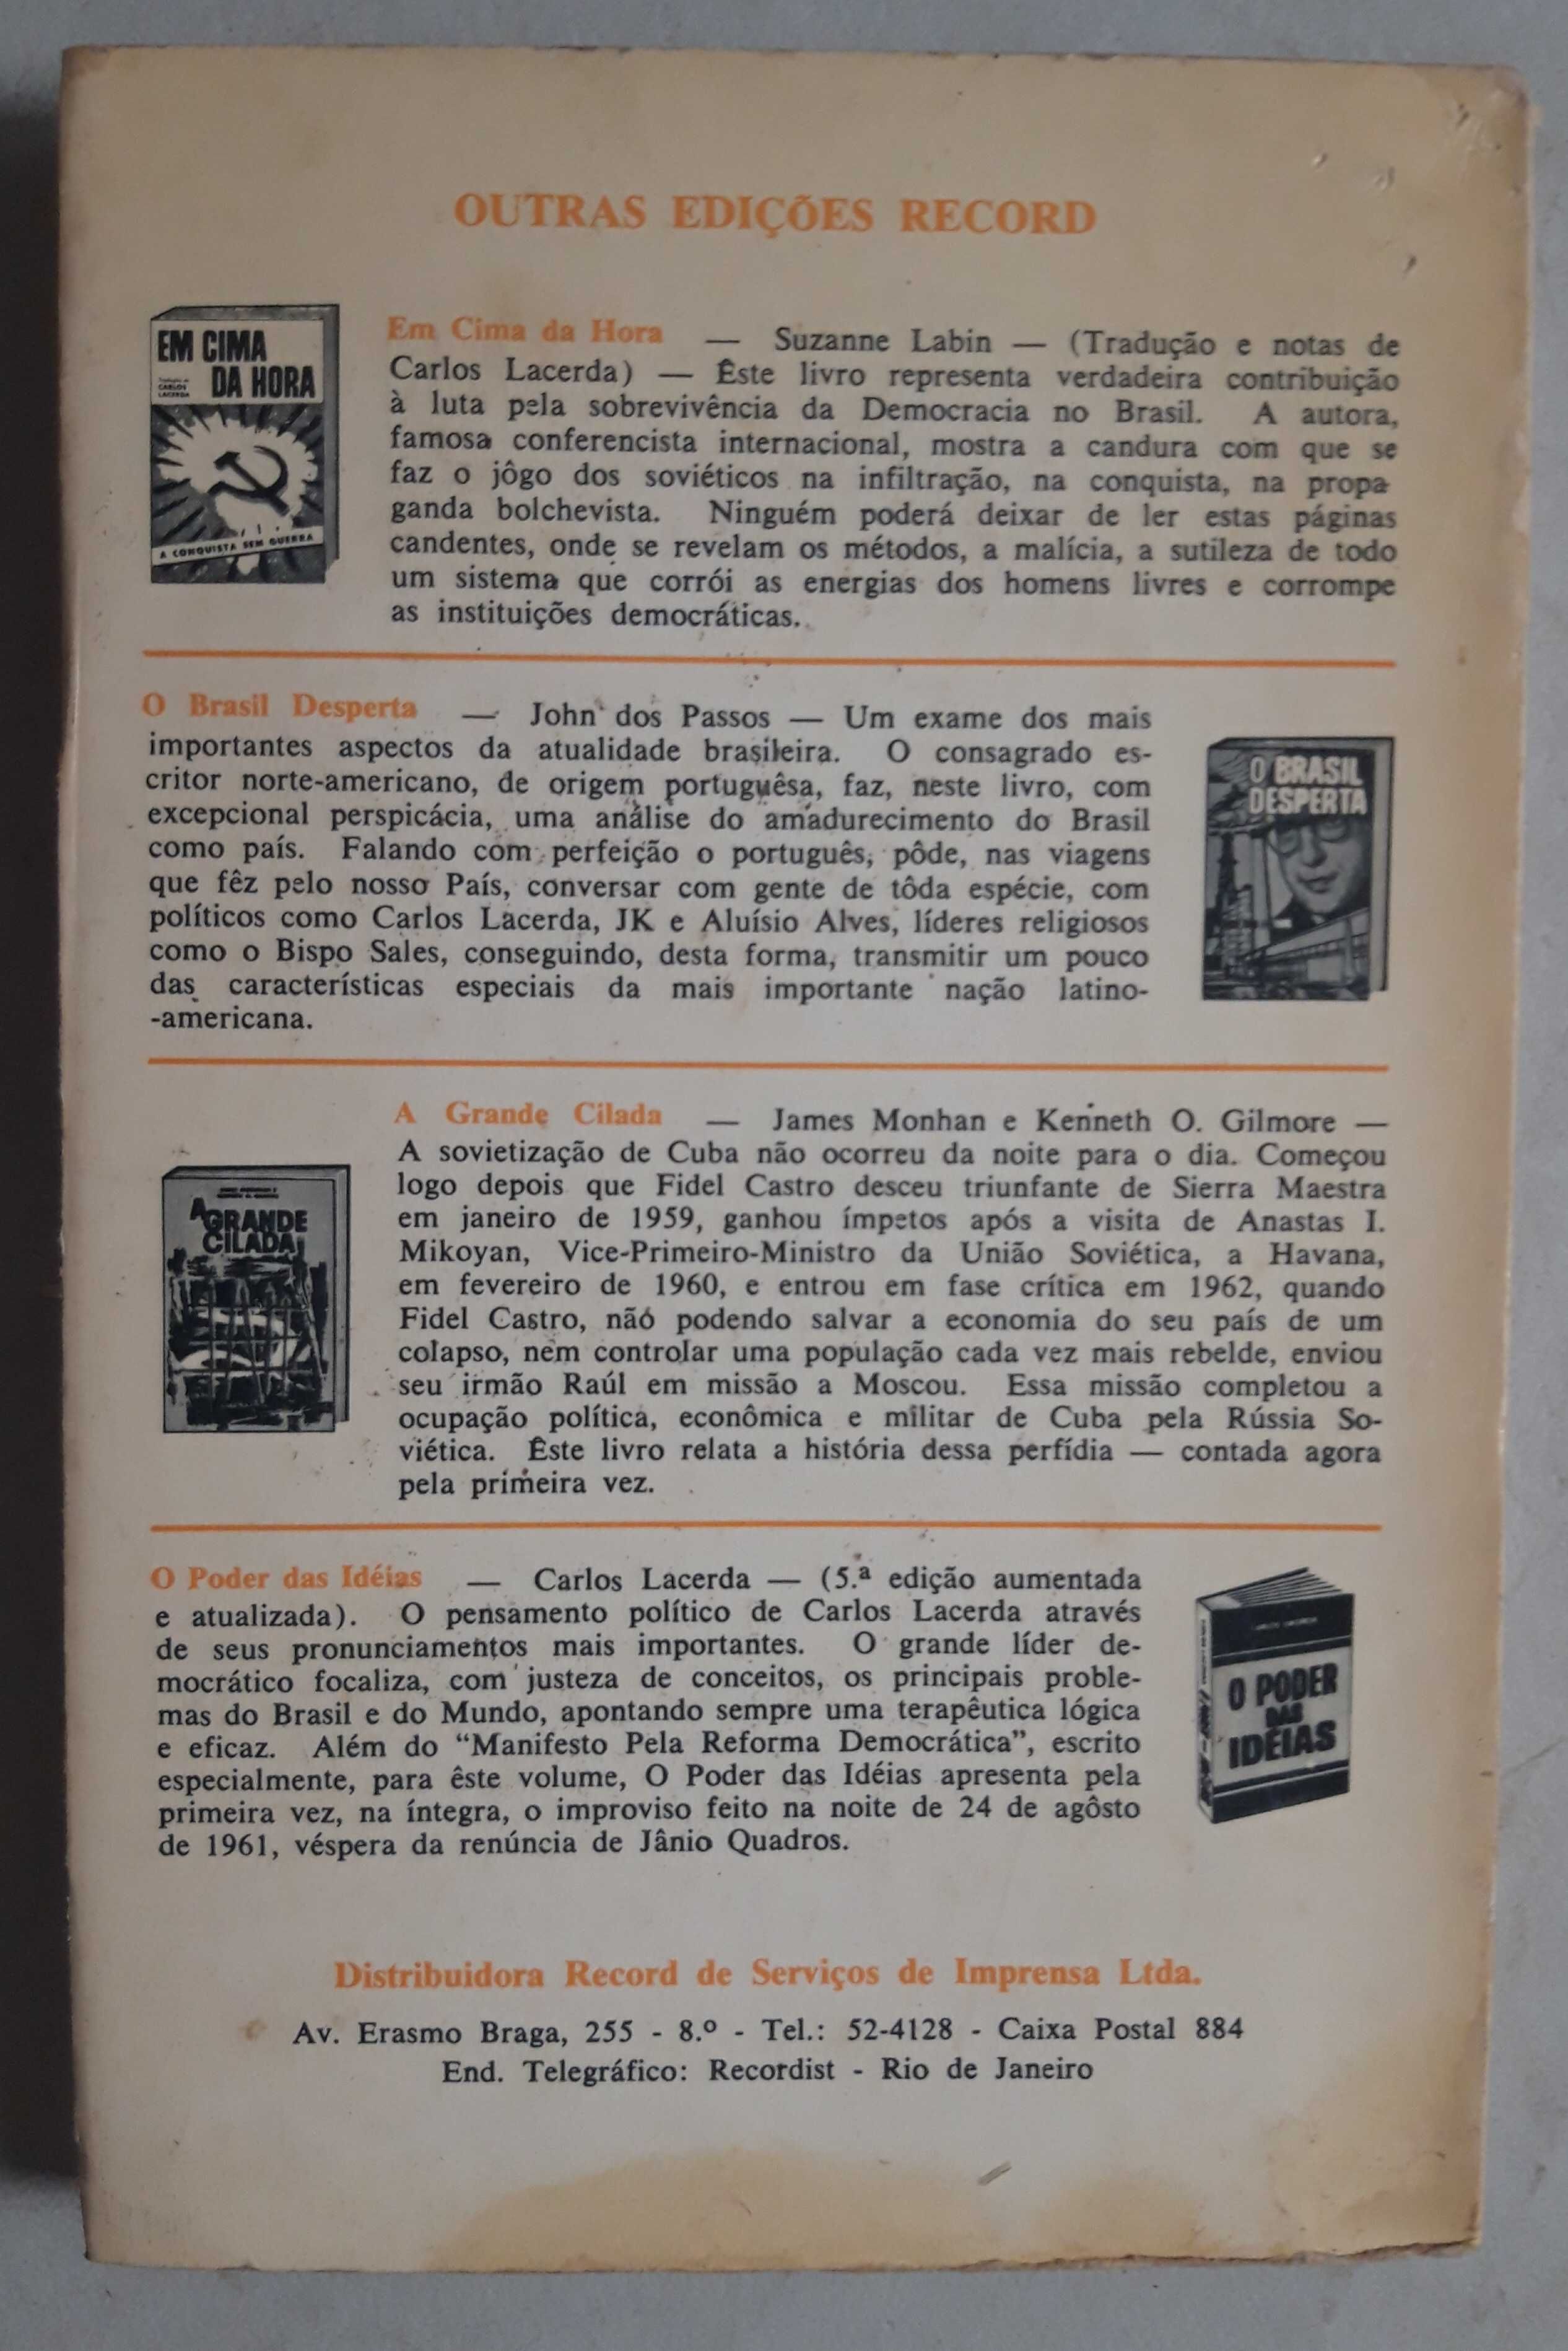 OUTRAS EDIÇÕES RECORD
EM CIMA
DA HORA
CARLOS
LACERDA
A CONQUISTA SEM GUERRA
Em Cima da Hora — Suzanne Labin — (Tradução e notas de
Carlos Lacerda) — Êste livro representa verdadeira contribuição
à luta pela sobrevivência da Democracia no Brasil. A autora,
famosa conferencista internacional, mostra a candura com que se
faz o jôgo dos soviéticos na infiltração, na conquista, na propa-
ganda bolchevista. Ninguém poderá deixar de ler estas páginas
candentes, onde se revelam os métodos, a malícia, a sutileza de todo
um sistema que corrói as energias dos homens livres e corrompe
as instituições democráticas.
O Brasil Desperta — John dos Passos — Um exame dos mais
importantes aspectos da atualidade brasileira. O consagrado es-
critor norte-americano, de origem portuguêsa, faz, neste livro, com
excepcional perspicácia, uma análise do amadurecimento do Brasil
como país. Falando com perfeição o português, pôde, nas viagens
que fêz pelo nosso País, conversar com gente de tôda espécie, com
políticos como Carlos Lacerda, JK e Aluísio Alves, líderes religiosos
como o Bispo Sales, conseguindo, desta forma, transmitir um pouco
das características especiais da mais importante nação latino-
-americana.
O BRASIL
DESPERTA
A Grande Cilada — James Monhan e Kenneth O. Gilmore —
A sovietização de Cuba não ocorreu da noite para o dia. Começou
logo depois que Fidel Castro desceu triunfante de Sierra Maestra
em janeiro de 1959, ganhou ímpetos após a visita de Anastas I.
Mikoyan, Vice-Primeiro-Ministro da União Soviética, a Havana,
em fevereiro de 1960, e entrou em fase crítica em 1962, quando
Fidel Castro, não podendo salvar a economia do seu país de um
colapso, nem controlar uma população cada vez mais rebelde, enviou
seu irmão Raúl em missão a Moscou. Essa missão completou a
ocupação política, econômica e militar de Cuba pela Rússia So-
viética. Êste livro relata a história dessa perfídia — contada agora
pela primeira vez.
A GRANDE
CILADA
O Poder das Idéias — Carlos Lacerda — (5.ª edição aumentada
e atualizada). O pensamento político de Carlos Lacerda através
de seus pronunciamentos mais importantes. O grande líder de-
mocrático focaliza, com justeza de conceitos, os principais proble-
mas do Brasil e do Mundo, apontando sempre uma terapêutica lógica
e eficaz. Além do “Manifesto Pela Reforma Democrática”, escrito
especialmente, para êste volume, O Poder das Idéias apresenta pela
primeira vez, na íntegra, o improviso feito na noite de 24 de agôsto
de 1961, véspera da renúncia de Jânio Quadros.
O PODER
DAS
IDÉIAS
Distribuidora Record de Serviços de Imprensa Ltda.
Av. Erasmo Braga, 255 - 8.º - Tel.: 52-4128 - Caixa Postal 884
End. Telegráfico: Recordist - Rio de Janeiro